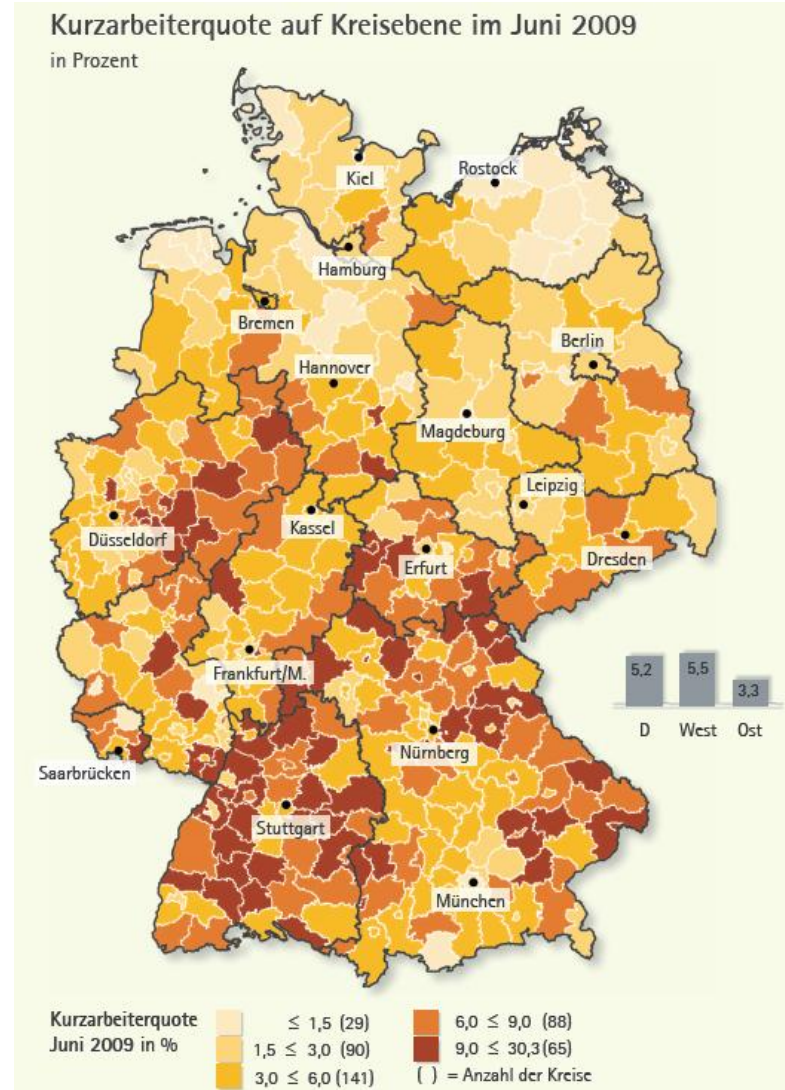 Kurzarbeiterquote auf Kreisebene im Juni 2009
in Prozent
Kiel
Rostock
Hamburg
Bremen
Berlin
Hannover
Magdeburg
Leipzig
Düsseldorf
Kassel
Erfurt
Dresden
Frankfurt/M.
5,2 5,5 3,3
D West Ost
Nürnberg
Saarbrücken
Stuttgart
München
Kurzarbeiterquote
Juni 2009 in %
≤ 1,5 (29)
1,5 ≤ 3,0 (90)
3,0 ≤ 6,0 (141)
6,0 ≤ 9,0 (88)
9,0 ≤ 30,3(65)
( ) = Anzahl der Kreise